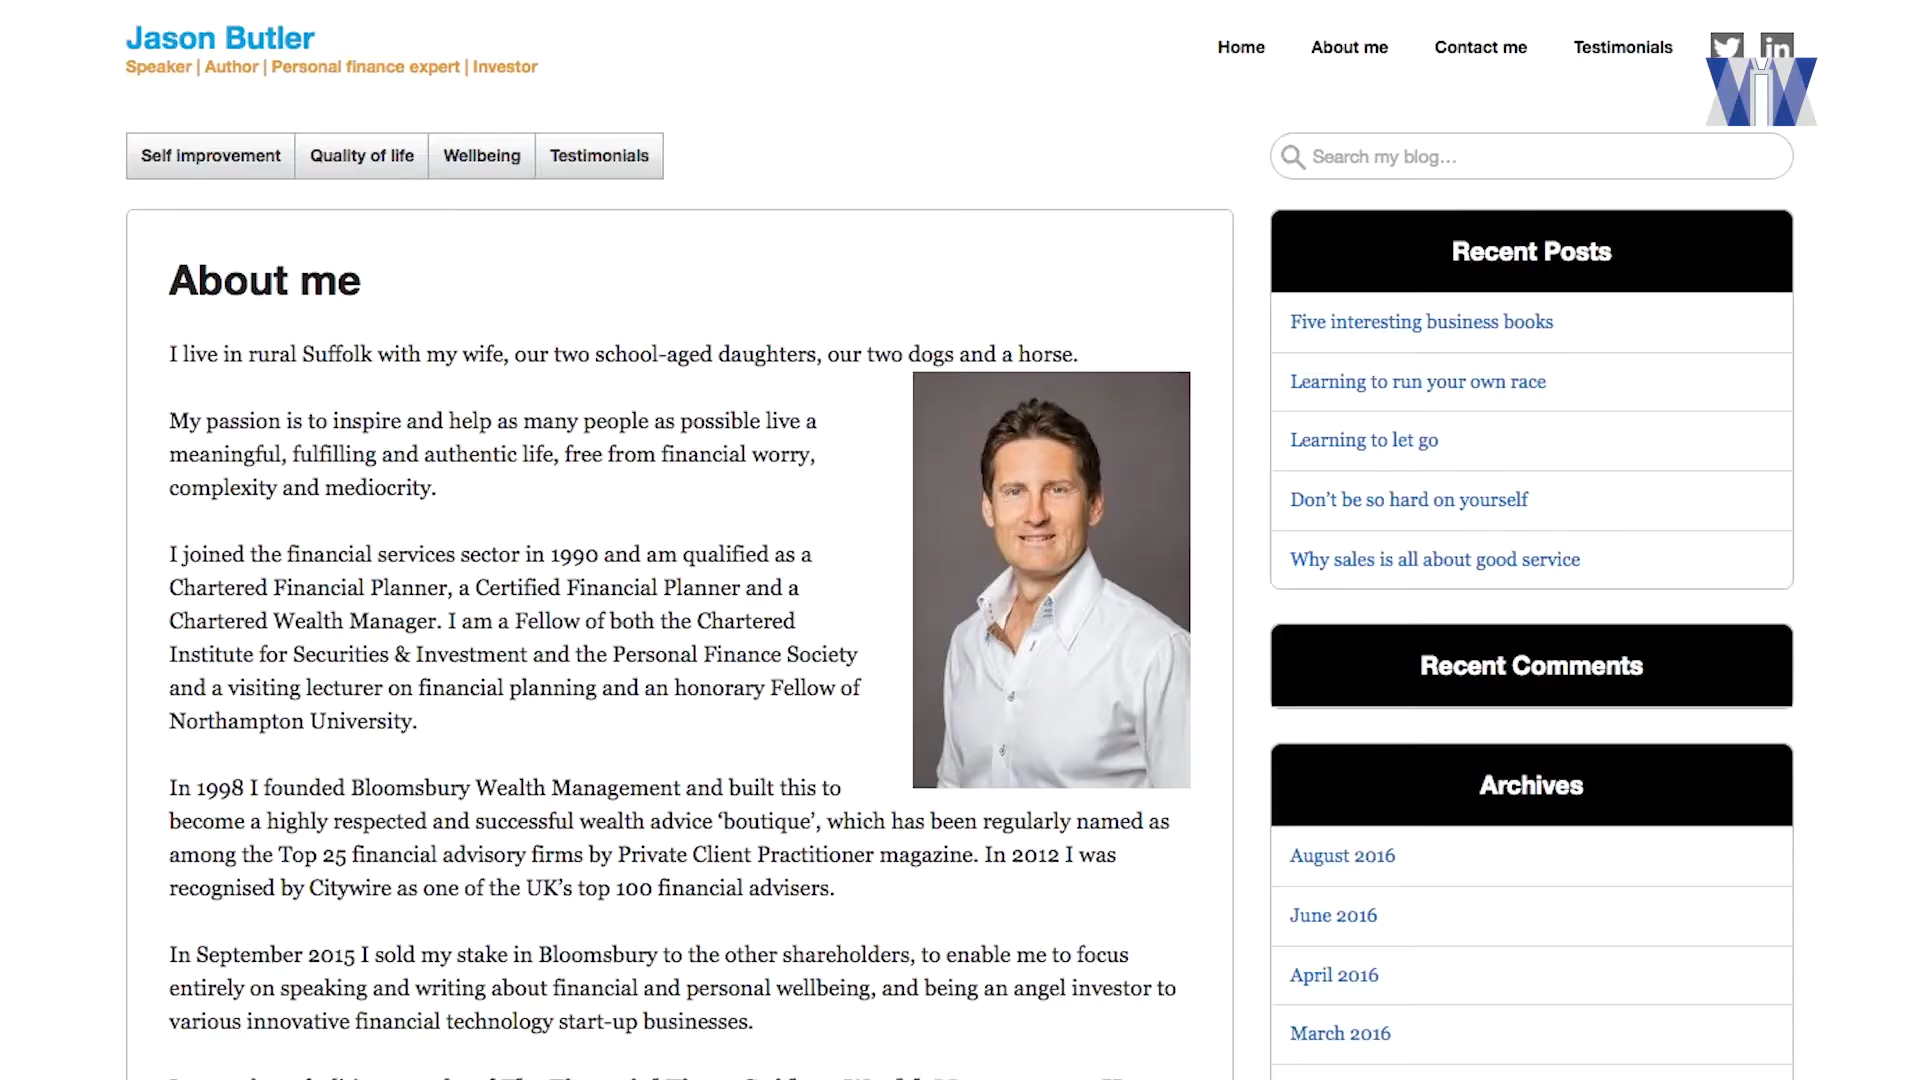 Jason Butler
Speaker | Author | Personal finance expert | Investor
Home
About me
Contact me
Testimonials
in
WIW
Self improvement
Quality of life
Wellbeing
Testimonials
Search my blog...
About me
I live in rural Suffolk with my wife, our two school-aged daughters, our two dogs and a horse.
My passion is to inspire and help as many people as possible live a
meaningful, fulfilling and authentic life, free from financial worry,
complexity and mediocrity.
I joined the financial services sector in 1990 and am qualified as a
Chartered Financial Planner, a Certified Financial Planner and a
Chartered Wealth Manager. I am a Fellow of both the Chartered
Institute for Securities & Investment and the Personal Finance Society
and a visiting lecturer on financial planning and an honorary Fellow of
Northampton University.
In 1998 I founded Bloomsbury Wealth Management and built this to
become a highly respected and successful wealth advice ‘boutique’, which has been regularly named as
among the Top 25 financial advisory firms by Private Client Practitioner magazine. In 2012 I was
recognised by Citywire as one of the UK’s top 100 financial advisers.
In September 2015 I sold my stake in Bloomsbury to the other shareholders, to enable me to focus
entirely on speaking and writing about financial and personal wellbeing, and being an angel investor to
various innovative financial technology start-up businesses.
Recent Posts
Five interesting business books
Learning to run your own race
Learning to let go
Don’t be so hard on yourself
Why sales is all about good service
Recent Comments
Archives
August 2016
June 2016
April 2016
March 2016